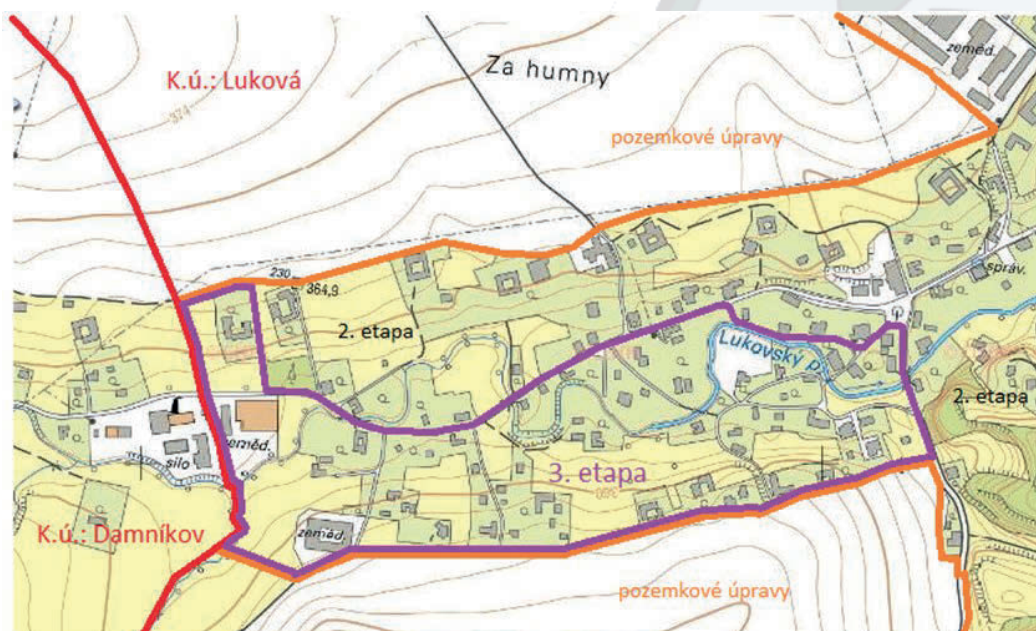 zeměd.
K.ú.: Luková
Za humny
374
pozemkové úpravy
230
364,9
správ.
2. etapa
Lukovský p.
2. etapa
zeměd.
silo
3. etapa
360
K.ú.: Damníkov
zeměd.
pozemkové úpravy